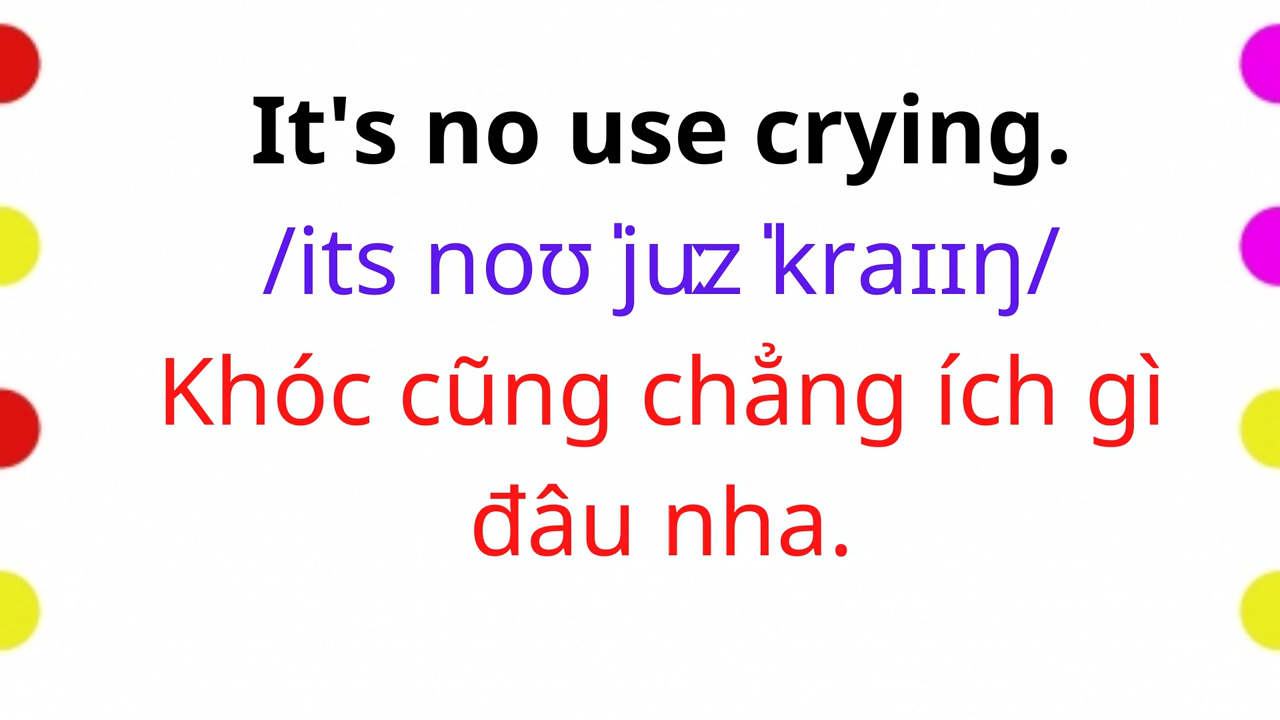 It's no use crying.
/its noʊ ˈjuːz ˈkraɪɪŋ/
Khóc cũng chẳng ích gì
đâu nha.